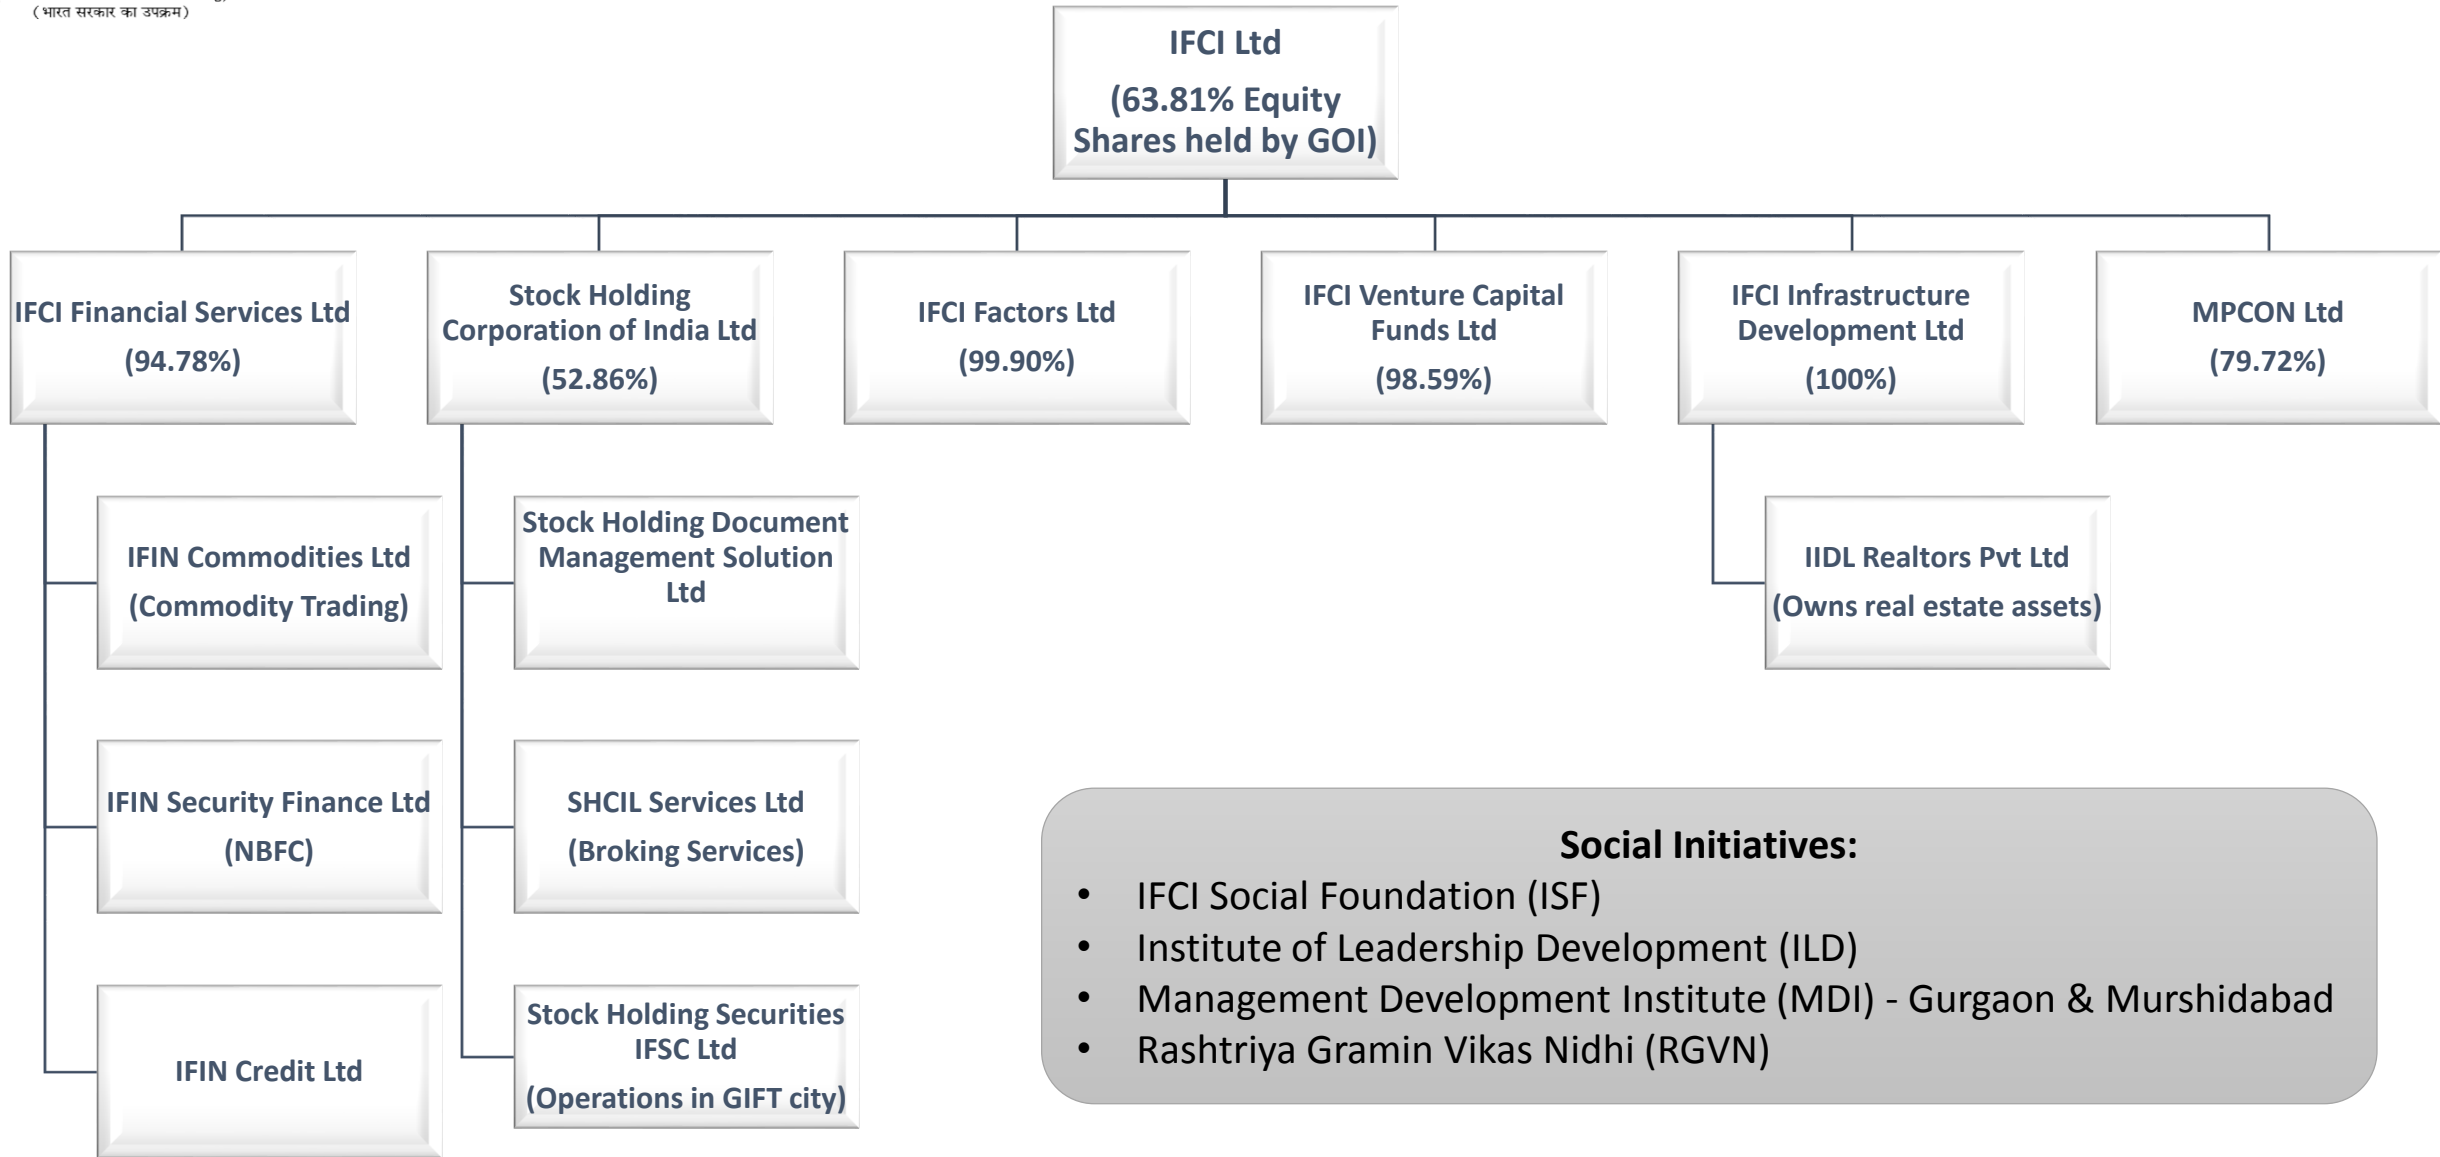 (भारत सरकार का उपक्रम)
IFCI Ltd
(63.81% Equity
Shares held by GOI)
IFCI Financial Services Ltd
(94.78%)
Stock Holding
Corporation of India Ltd
(52.86%)
IFCI Factors Ltd
(99.90%)
IFCI Venture Capital
Funds Ltd
(98.59%)
IFCI Infrastructure
Development Ltd
(100%)
MPCON Ltd
(79.72%)
IFIN Commodities Ltd
(Commodity Trading)
Stock Holding Document
Management Solution
Ltd
IIDL Realtors Pvt Ltd
(Owns real estate assets)
IFIN Security Finance Ltd
(NBFC)
SHCIL Services Ltd
(Broking Services)
IFIN Credit Ltd
Stock Holding Securities
IFSC Ltd
(Operations in GIFT city)
Social Initiatives:
• IFCI Social Foundation (ISF)
• Institute of Leadership Development (ILD)
• Management Development Institute (MDI) - Gurgaon & Murshidabad
• Rashtriya Gramin Vikas Nidhi (RGVN)